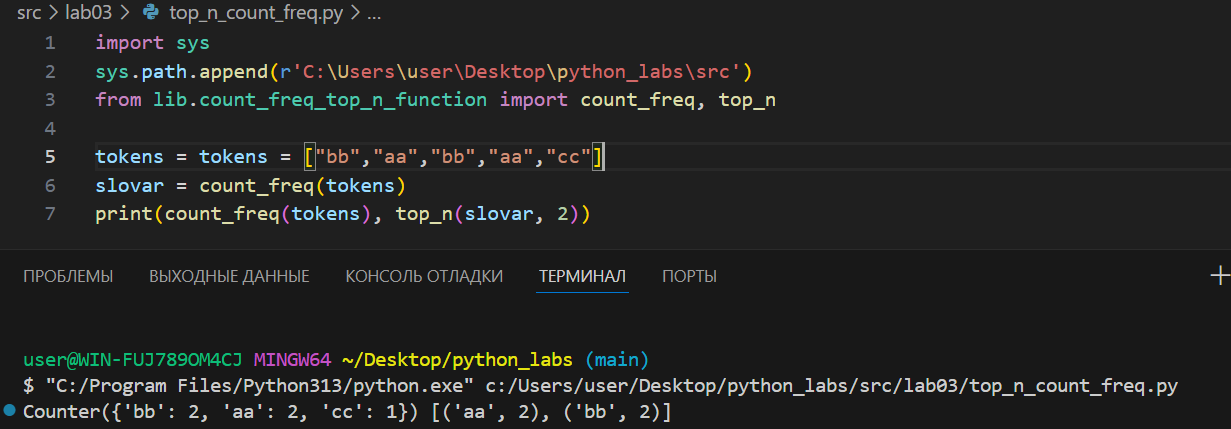 src > lab03 > top_n_count_freq.py > ...
1 import sys
2 sys.path.append(r'C:\Users\user\Desktop\python_labs\src')
3 from lib.count_freq_top_n_function import count_freq, top_n
4
5 tokens = tokens = ["bb","aa","bb","aa","cc"]
6 slovar = count_freq(tokens)
7 print(count_freq(tokens), top_n(slovar, 2))
ПРОБЛЕМЫ ВЫХОДНЫЕ ДАННЫЕ КОНСОЛЬ ОТЛАДКИ ТЕРМИНАЛ ПОРТЫ +
user@WIN-FUJ789OM4CJ MINGW64 ~/Desktop/python_labs (main)
$ "C:/Program Files/Python313/python.exe" c:/Users/user/Desktop/python_labs/src/lab03/top_n_count_freq.py
Counter({'bb': 2, 'aa': 2, 'cc': 1}) [('aa', 2), ('bb', 2)]